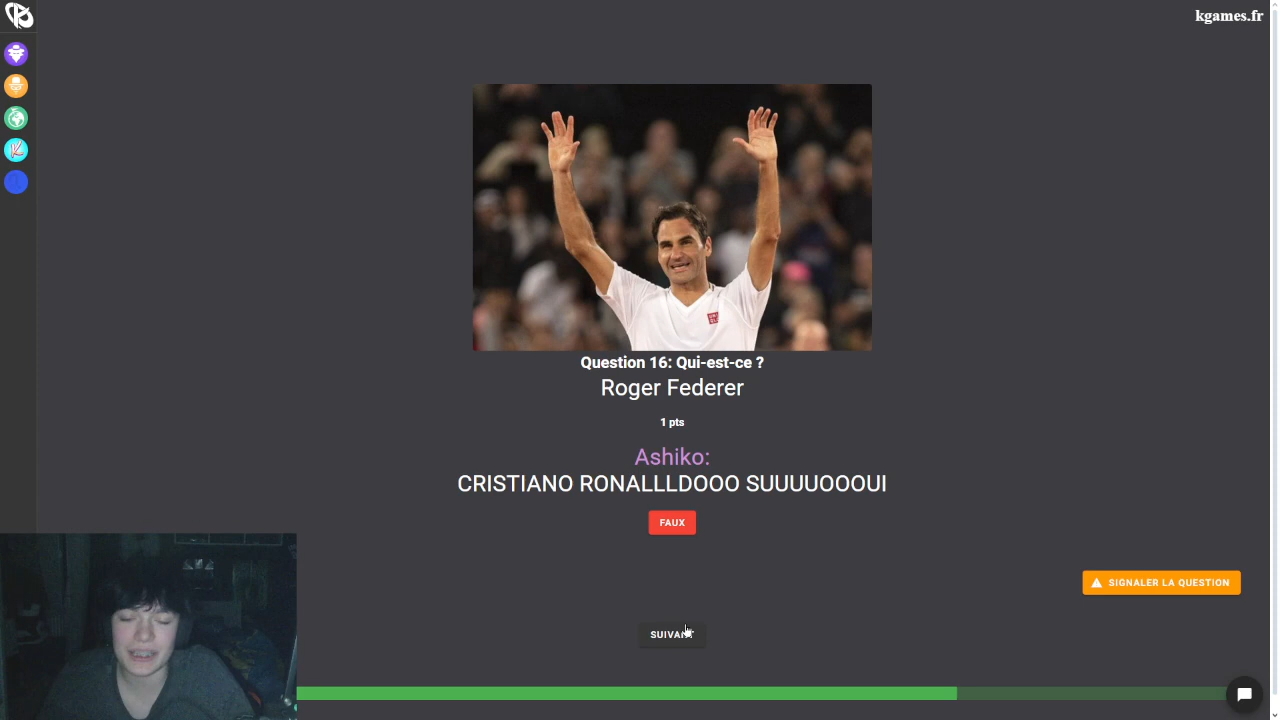 kgames.fr
Question 16: Qui-est-ce ?
Roger Federer
1 pts
Ashiko:
CRISTIANO RONALLLDOOO SUUUUOOOUI
FAUX
SIGNALER LA QUESTION
SUIVANT